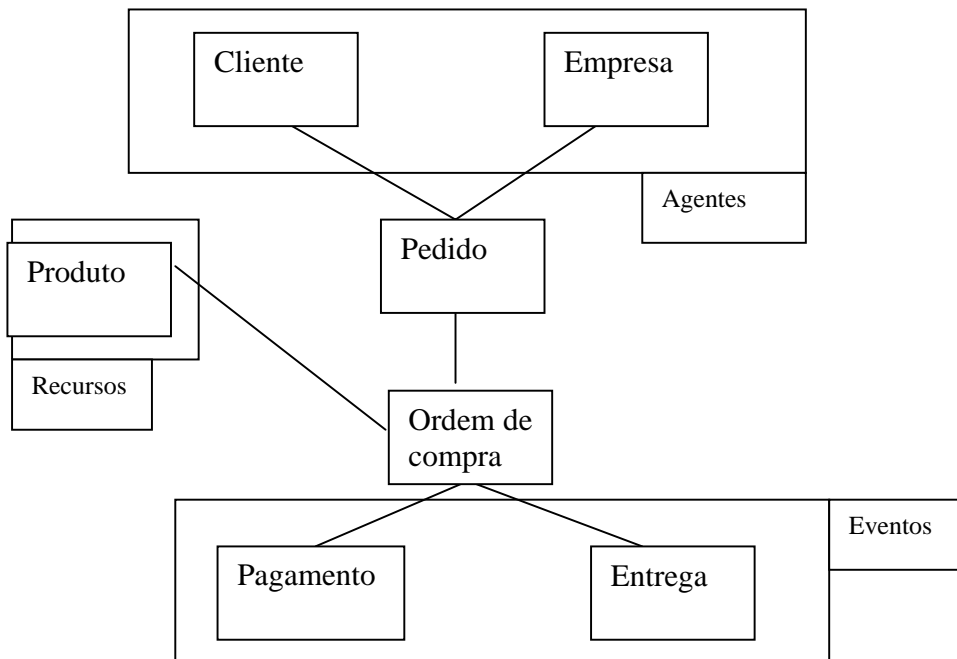 Cliente
Empresa
Agentes
Pedido
Produto
Recursos
Ordem de
compra
Eventos
Pagamento
Entrega